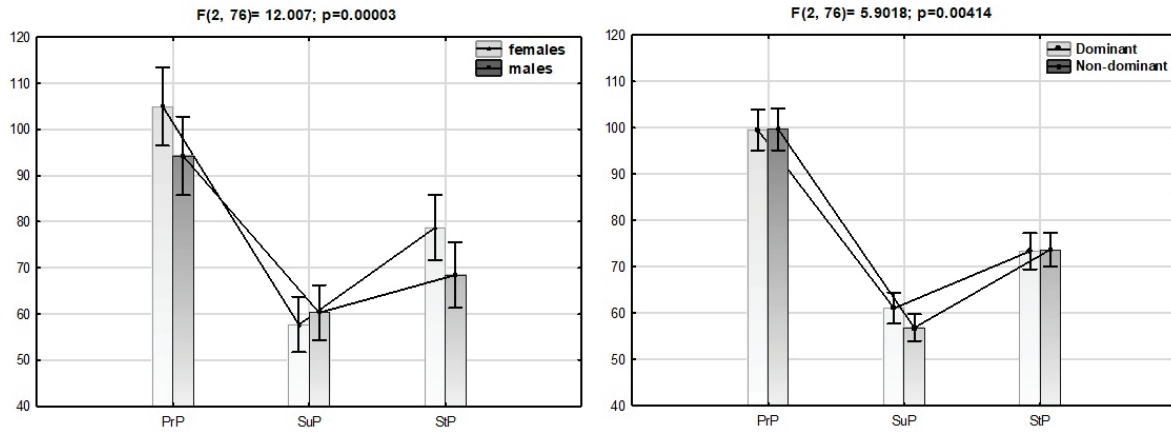 F(2, 76)= 12.007; p=0.00003
120
110
100
90
80
70
60
50
40
females
males
PrP
SuP
StP
F(2, 76)= 5.9018; p=0.00414
120
110
100
90
80
70
60
50
40
Dominant
Non-dominant
PrP
SuP
StP